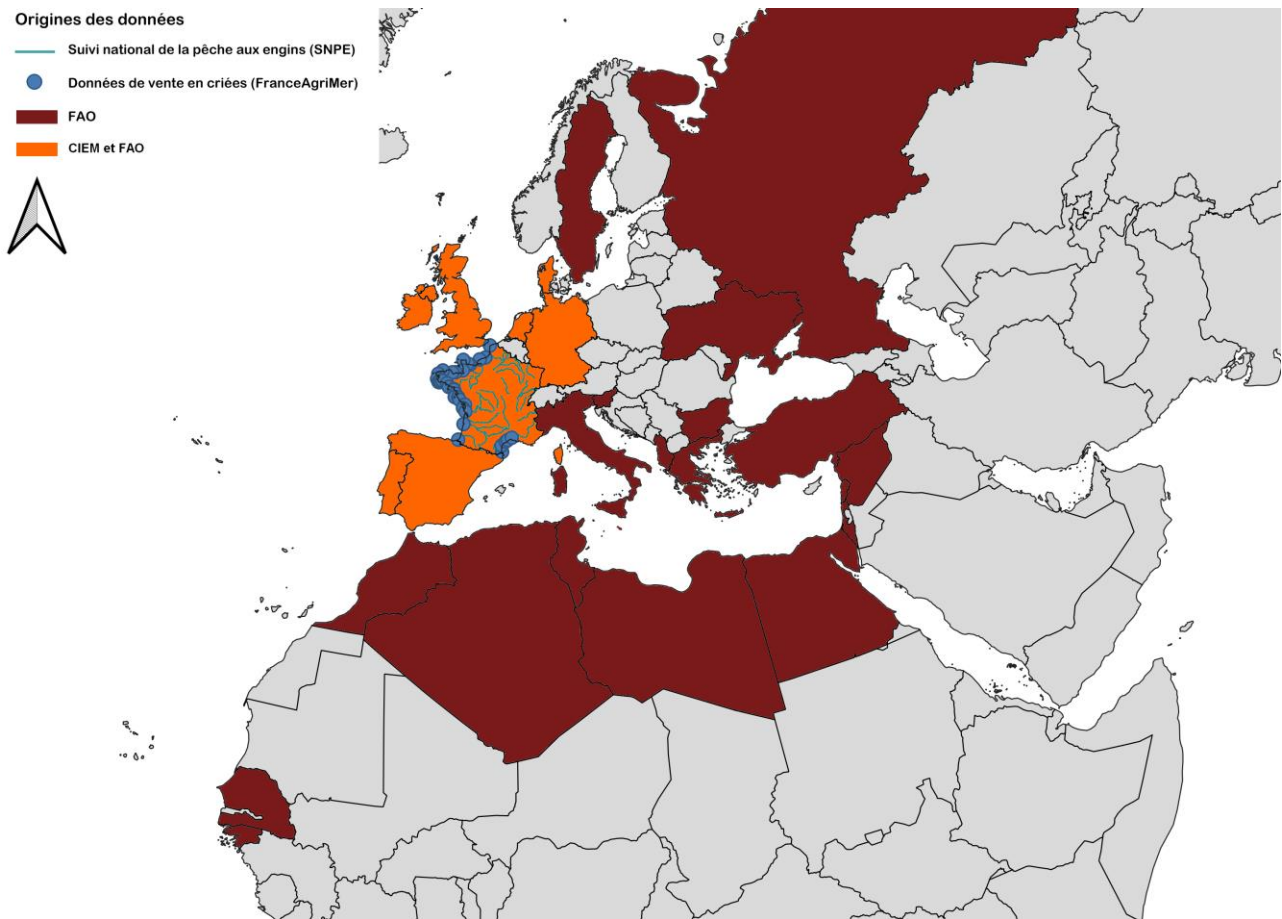 Origines des données
Suivi national de la pêche aux engins (SNPE)
Données de vente en criées (FranceAgriMer)
FAO
CIEM et FAO